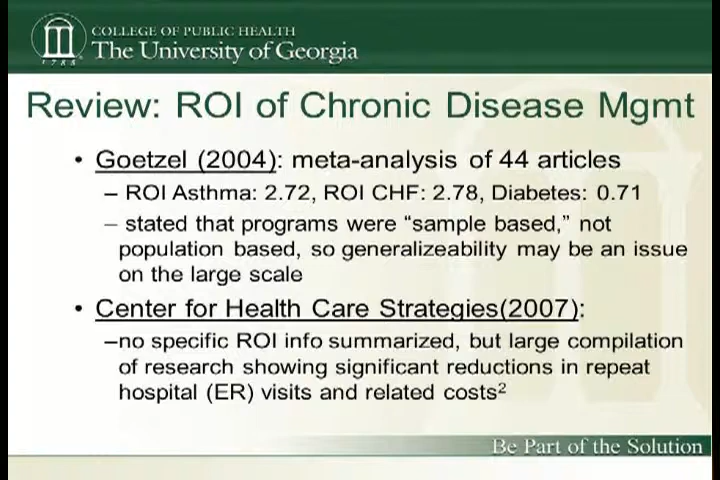 COLLEGE OF PUBLIC HEALTH
The University of Georgia
1785
Review: ROI of Chronic Disease Mgmt
• Goetzel (2004): meta-analysis of 44 articles
– ROI Asthma: 2.72, ROI CHF: 2.78, Diabetes: 0.71
– stated that programs were “sample based,” not
population based, so generalizeability may be an issue
on the large scale
• Center for Health Care Strategies(2007):
–no specific ROI info summarized, but large compilation
of research showing significant reductions in repeat
hospital (ER) visits and related costs²
Be Part of the Solution